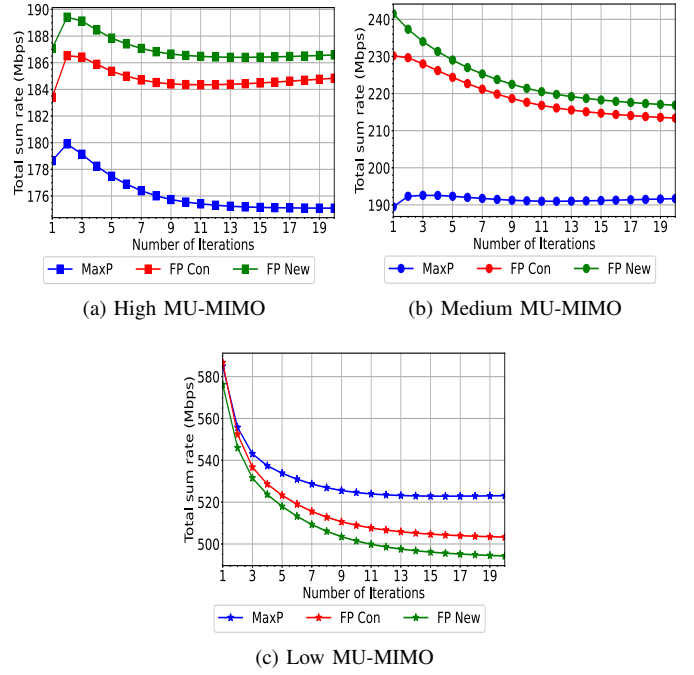 190
188
186
184
182
180
178
176
Total sum rate (Mbps)
1 3 5 7 9 11 13 15 17 19
Number of Iterations
MaxP FP Con FP New
(a) High MU-MIMO
240
230
220
210
200
190
Total sum rate (Mbps)
1 3 5 7 9 11 13 15 17 19
Number of Iterations
MaxP FP Con FP New
(b) Medium MU-MIMO
580
560
540
520
500
Total sum rate (Mbps)
1 3 5 7 9 11 13 15 17 19
Number of Iterations
MaxP FP Con FP New
(c) Low MU-MIMO